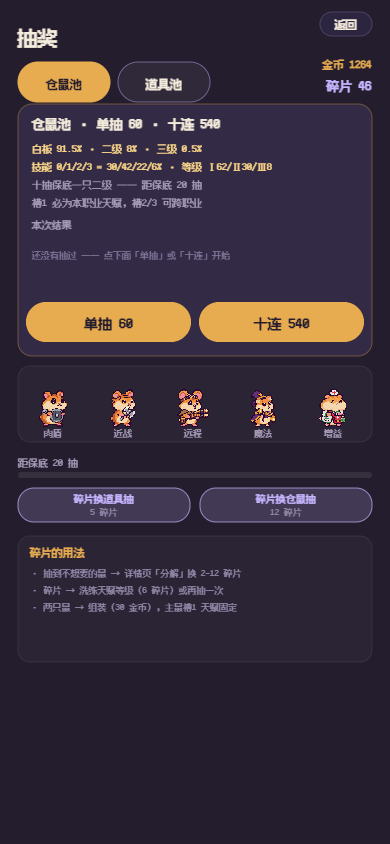 返回
抽奖
金币 1264
仓鼠池
道具池
碎片 46
仓鼠池 · 单抽 60 · 十连 540
白板 91.5% · 二级 8% · 三级 0.5%
技能 0/1/2/3 = 30/42/22/6% · 等级 Ⅰ62/Ⅱ30/Ⅲ8
十抽保底一只二级 —— 距保底 20 抽
槽1 必为本职业天赋，槽2/3 可跨职业
本次结果
还没有抽过 —— 点下面「单抽」或「十连」开始
单抽 60
十连 540
肉盾
近战
远程
魔法
增益
距保底 20 抽
碎片换道具抽
5 碎片
碎片换仓鼠抽
12 碎片
碎片的用法
· 抽到不想要的鼠 → 详情页「分解」换 2-12 碎片
· 碎片 → 洗练天赋等级（6 碎片）或再抽一次
· 两只鼠 → 组装（30 金币），主鼠槽1 天赋固定